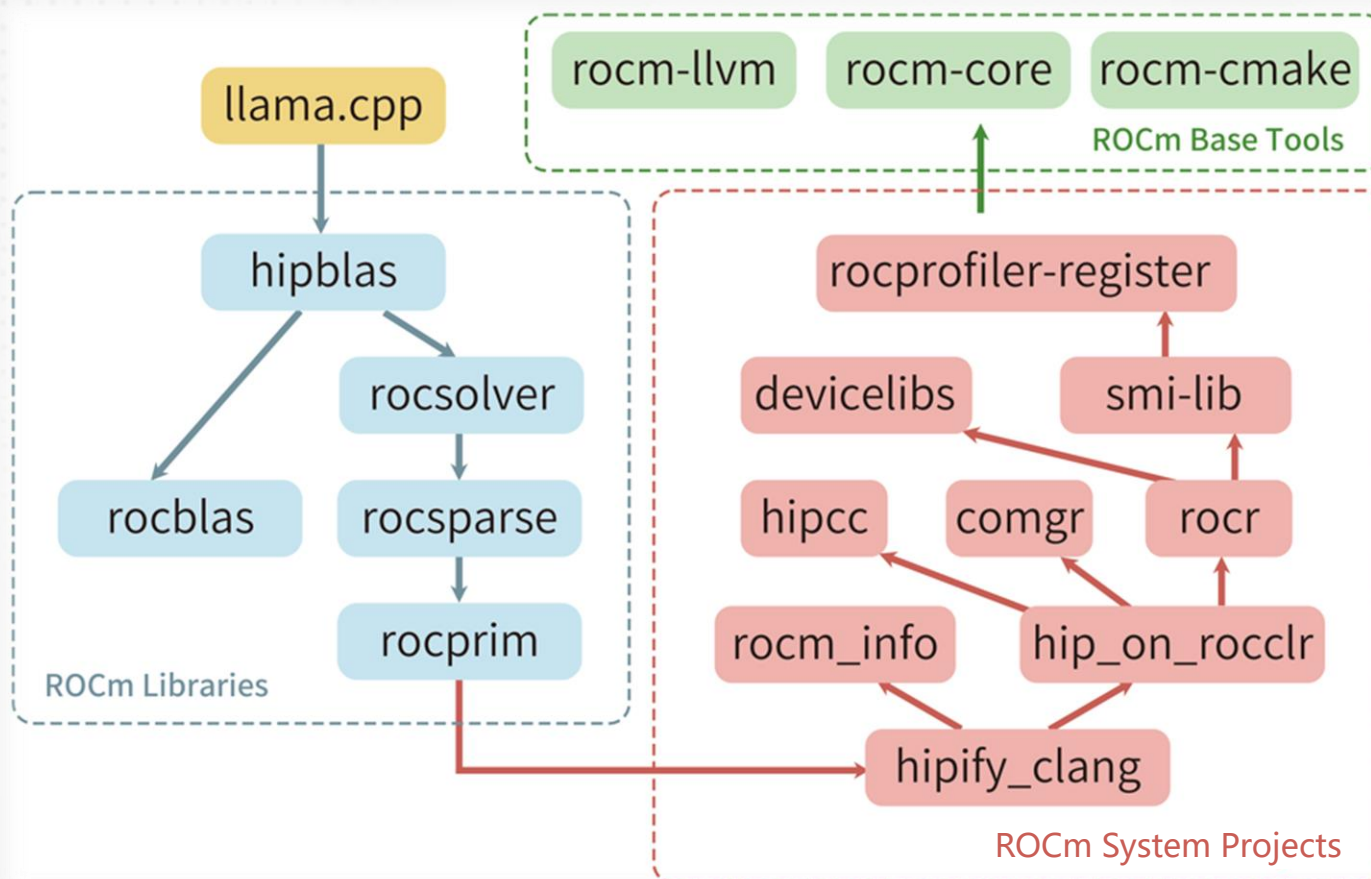 rocm-llvm
rocm-core
rocm-cmake
ROCm Base Tools
llama.cpp
hipblas
rocsolver
rocblas
rocsparse
rocprim
ROCm Libraries
rocprofiler-register
devicelibs
smi-lib
hipcc
comgr
rocr
rocm_info
hip_on_rocclr
hipify_clang
ROCm System Projects